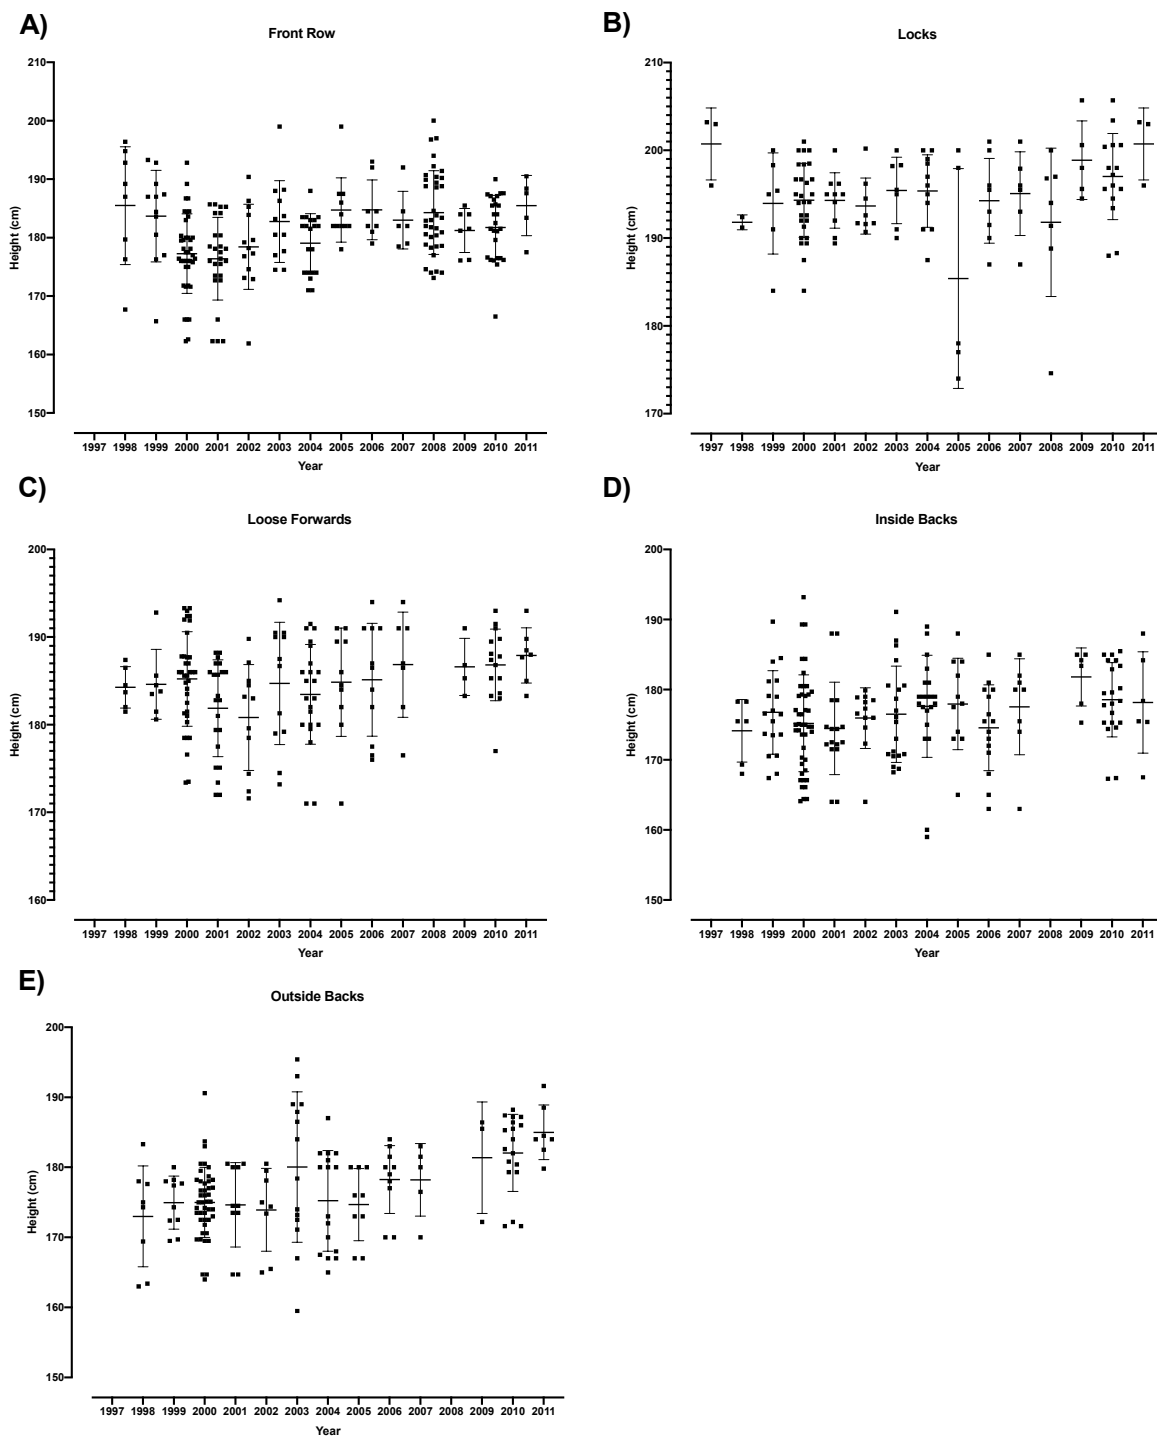 A)
Front Row
Height (cm)
210
200
190
180
170
160
150
1997 1998 1999 2000 2001 2002 2003 2004 2005 2006 2007 2008 2009 2010 2011
Year
B)
Locks
Height (cm)
210
200
190
180
170
1997 1998 1999 2000 2001 2002 2003 2004 2005 2006 2007 2008 2009 2010 2011
Year
C)
Loose Forwards
Height (cm)
200
190
180
170
160
1997 1998 1999 2000 2001 2002 2003 2004 2005 2006 2007 2008 2009 2010 2011
Year
D)
Inside Backs
Height (cm)
200
190
180
170
160
150
1997 1998 1999 2000 2001 2002 2003 2004 2005 2006 2007 2008 2009 2010 2011
Year
E)
Outside Backs
Height (cm)
200
190
180
170
160
150
1997 1998 1999 2000 2001 2002 2003 2004 2005 2006 2007 2008 2009 2010 2011
Year